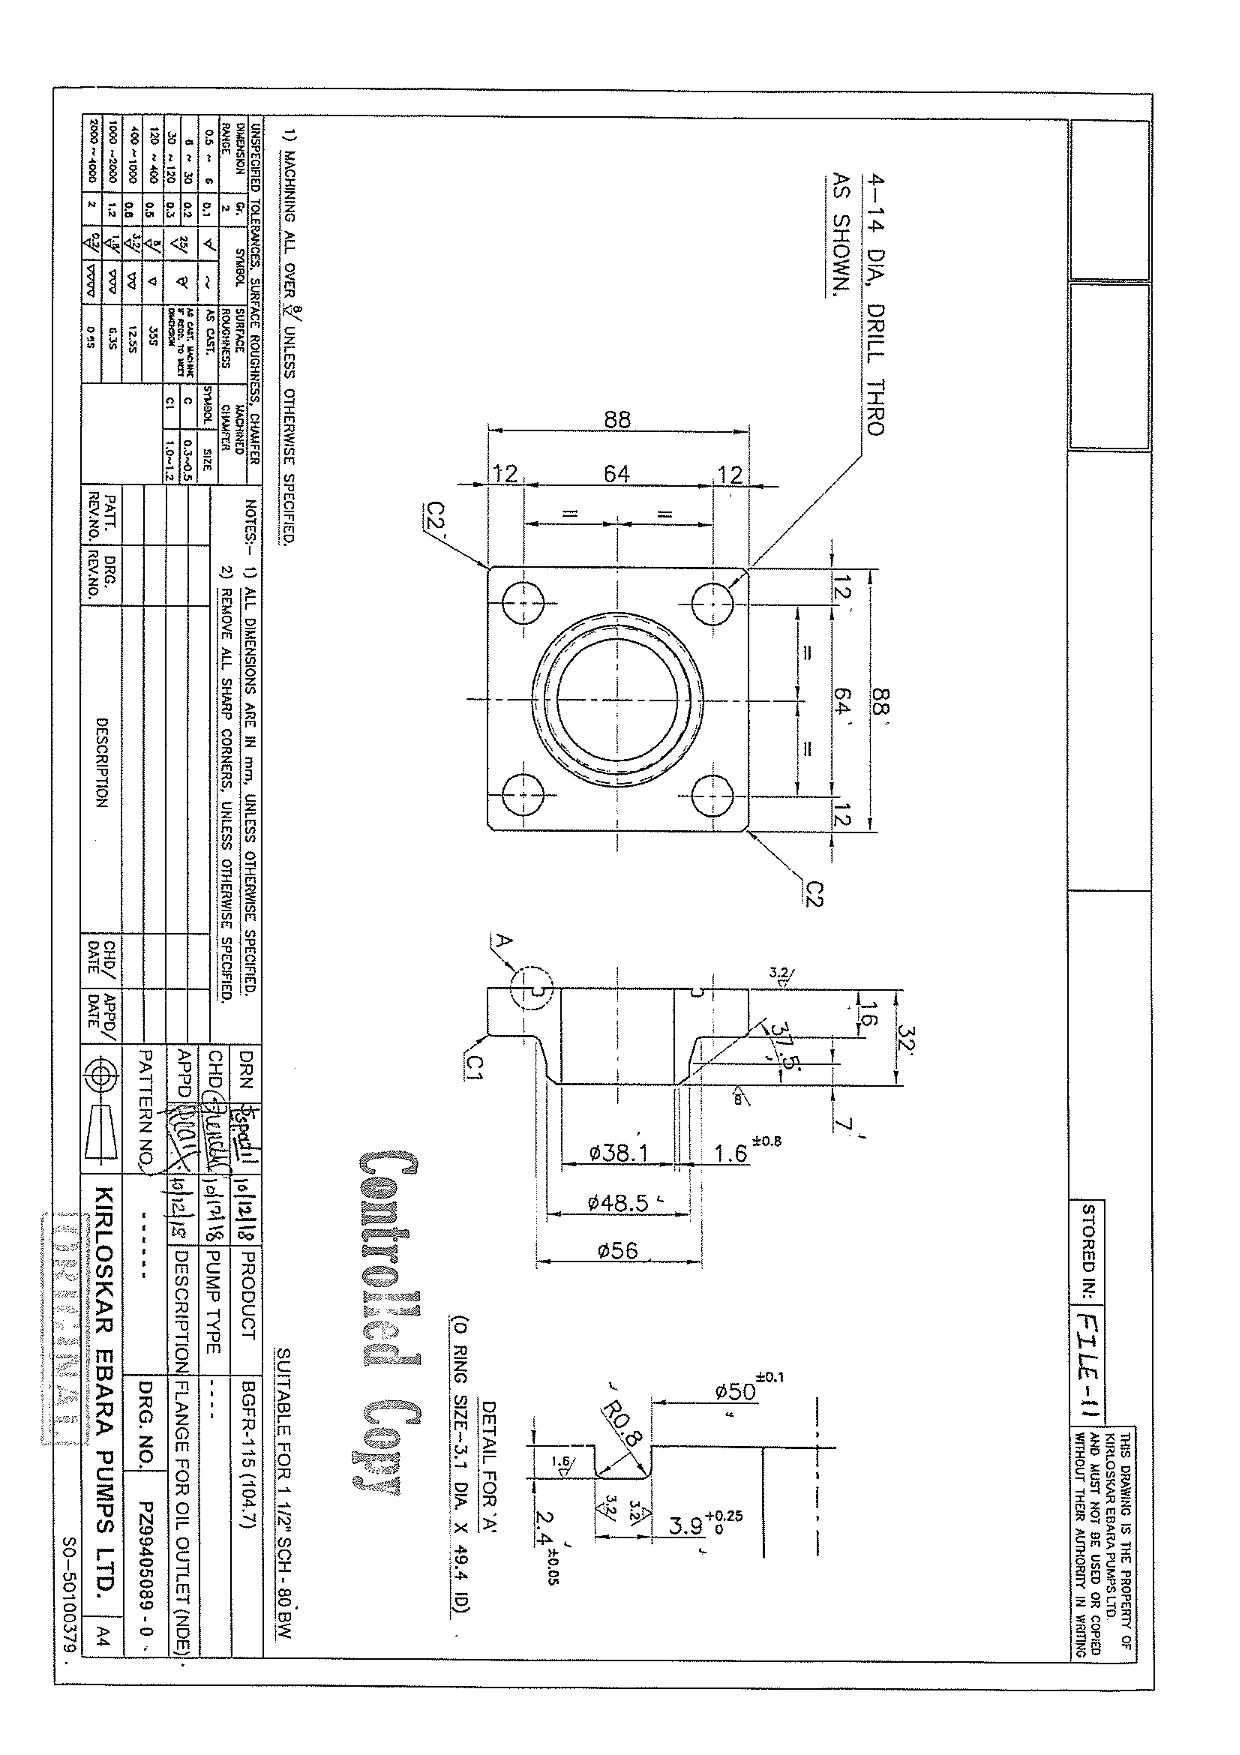 THIS DRAWING IS THE PROPERTY OF
KIRLOSKAR EBARA PUMPS LTD.
AND MUST NOT BE USED OR COPIED
WITHOUT THEIR AUTHORITY IN WRITING
STORED IN: FILE-11
4-14 DIA, DRILL THRO
AS SHOWN.
88
12 64 12
=
=
88
12 64 12
=
=
C2
C2
A
C1
3.2
16
32
37.5°
8
7
ø38.1
1.6 ±0.8
ø48.5
ø56
ø50 ±0.1
R0.8
1.6
3.2
3.2
3.9 +0.25 0
2.4 ±0.05
DETAIL FOR 'A'
(O RING SIZE-3.1 DIA. X 49.4 ID)
Controlled Copy
1) MACHINING ALL OVER 8 UNLESS OTHERWISE SPECIFIED.
SUITABLE FOR 1 1/2" SCH - 80 BW
UNSPECIFIED TOLERANCES, SURFACE ROUGHNESS, CHAMFER
DIMENSION RANGE
Gr. 2
SYMBOL
SURFACE ROUGHNESS
MACHINED CHAMFER
0.5 ~ 6 0.1 ~ AS CAST. SYMBOL SIZE
6 ~ 30 0.2 25 AS CAST. MACHINE IF REQD. TO MEET DIMENSION C 0.3~0.5
30 ~ 120 0.3 C1 1.0~1.2
120 ~ 400 0.5 8 ▽ 35S
400 ~1000 0.8 3.2 ▽▽ 12.5S
1000 ~2000 1.2 1.6 ▽▽▽ 6.3S
2000 ~4000 2 0.2 ▽▽▽▽ 0.8S
NOTES:- 1) ALL DIMENSIONS ARE IN mm, UNLESS OTHERWISE SPECIFIED.
2) REMOVE ALL SHARP CORNERS, UNLESS OTHERWISE SPECIFIED.
PATT. REV.NO.
DRG. REV.NO.
DESCRIPTION
CHD/ DATE
APPD/ DATE
DRN 10/12/18 PRODUCT BGFR-115 (104.7)
CHD 10/12/18 PUMP TYPE ----
APPD 10/12/18 DESCRIPTION FLANGE FOR OIL OUTLET (NDE)
PATTERN NO. ----- DRG. NO. PZ99405089 - 0
KIRLOSKAR EBARA PUMPS LTD. A4
ORIGINAL
SO-50100379